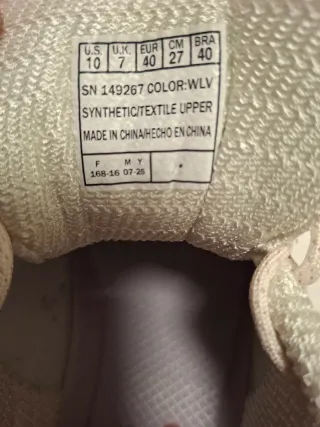 U.S. U.K. EUR CM BRA
10 7 40 27 40
SN 149267 COLOR:WLV
SYNTHETIC/TEXTILE UPPER
MADE IN CHINA/HECHO EN CHINA
F M Y
168-16 07-25